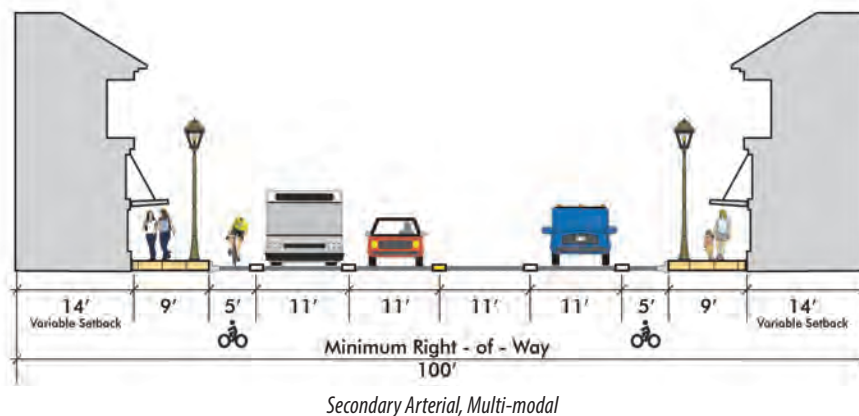 14’ 9’ 5’ 11’ 11’ 11’ 11’ 5’ 9’ 14’
Variable Setback Variable Setback
Minimum Right - of - Way
100’
Secondary Arterial, Multi-modal